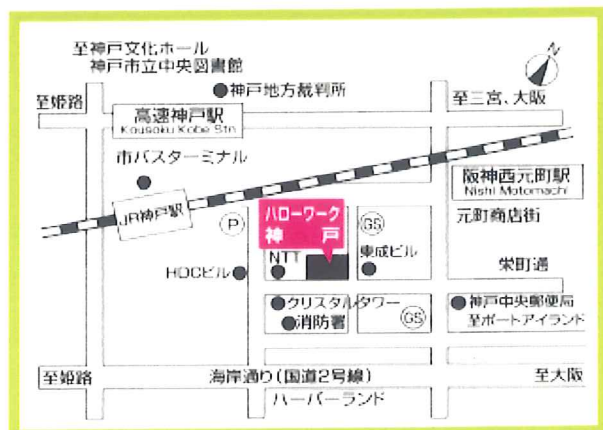 至神戸文化ホール
神戸市立中央図書館
N
●神戸地方裁判所
至姫路
高速神戸駅
Kousoku Kobe Stn
至三宮、大阪
市バスターミナル
阪神西元町駅
Nishi Motomachi
JR神戸駅
P
ハローワーク
神戸
GS
元町商店街
NTT
東成ビル
栄町通
HDCビル
クリスタルタワー
消防署
GS
神戸中央郵便局
至ポートアイランド
至姫路
海岸通り(国道2号線)
至大阪
ハーバーランド